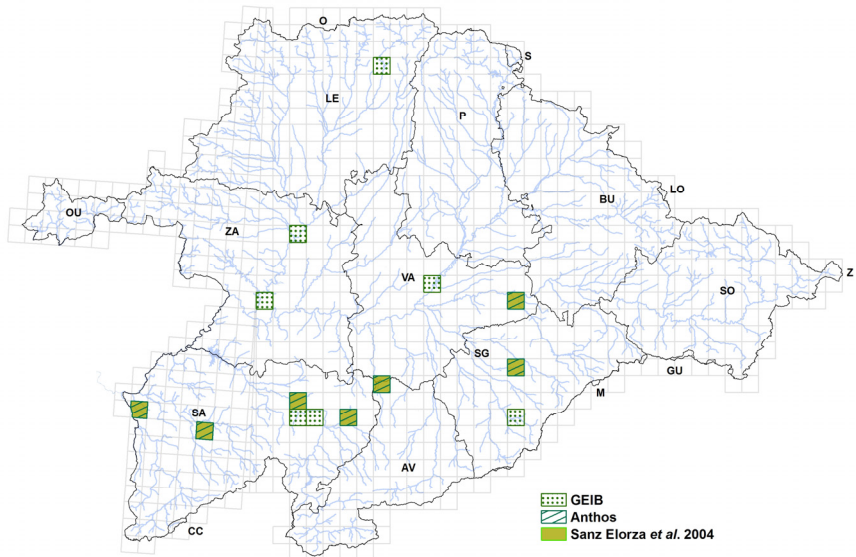 O
S
LE
P
LO
BU
OU
ZA
Z
VA
SO
SG
GU
M
SA
AV
CC
GEIB
Anthos
Sanz Elorza et al. 2004